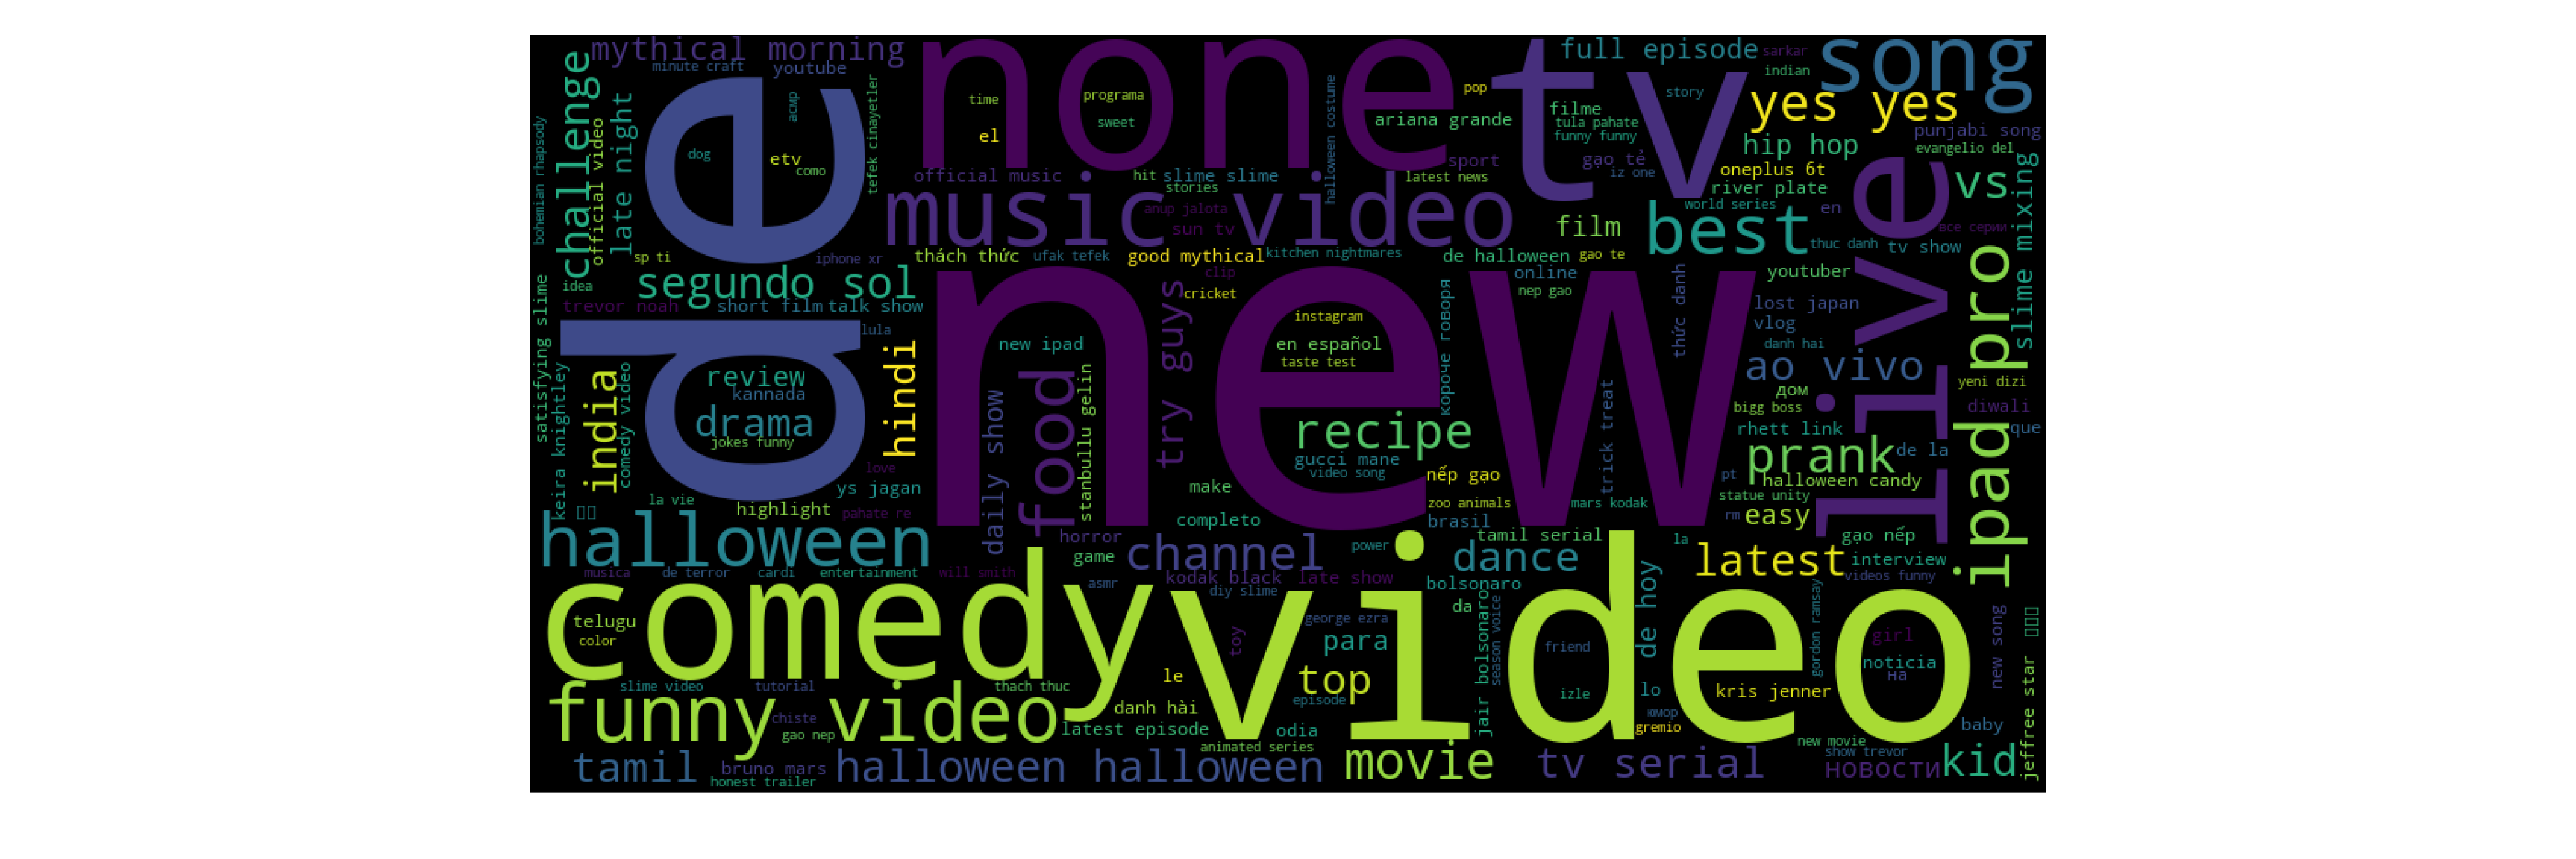 mythical morning
none
tv
full episode
sarkar
song
minute craft
youtube
indian
challenge
late night
official video
bohemian rhapsody
асмр
tefek cinayetler
de
time
programa
sweet
el
halloween costume
pop
story
yes yes
ariana grande
filme
tula pahate
funny funny
hip hop
punjabi song
evangelio del
dog
etv
como
official music
hit
slime slime
stories
latest news
sport
gạo tẻ
iz one
oneplus 6t
river plate
world series
en
live
vs
slime mixing
music video
anup jalota
sun tv
film
best
все серии
thuc danh
tv show
sp ti
iphone xr
thách thức
ufak tefek
good mythical
kitchen nightmares
de halloween
gao te
clip
online
youtuber
idea
segundo sol
satisfying slime
trevor noah
short film
talk show
new
try guys
cricket
nep gao
lost japan
ipad pro
lula
instagram
vlog
thức danh
hindi
new ipad
en español
короче говоря
danh hai
taste test
ao vivo
india
comedy video
keira knightley
review
kannada
drama
jokes funny
food
stanbullu gelin
daily show
дом
yeni dizi
bigg boss
diwali
trick treat
recipe
rhett link
que
gucci mane
video song
prank
de la
love
ys jagan
nếp gạo
pt
halloween candy
make
la vie
highlight
pahate re
zoo animals
mars kodak
statue unity
completo
brasil
rm
easy
halloween
horror
game
channel
power
tamil serial
la
gạo nếp
dance
latest
interview
videos funny
musica
de terror
cardi
entertainment
will smith
asmr
kodak black
late show
bolsonaro
diy slime
comedy
video
da
de hoy
jair bolsonaro
season voice
gordon ramsay
telugu
color
george ezra
toy
para
friend
girl
noticia
на
new song
jeffree star
le
top
slime video
tutorial
thach thuc
izle
lo
kris jenner
funny video
chiste
gao nep
danh hài
episode
юмор
gremio
baby
latest episode
odia
animated series
new movie
show trevor
tamil
bruno mars
honest trailer
halloween halloween
movie
tv serial
новости
kid